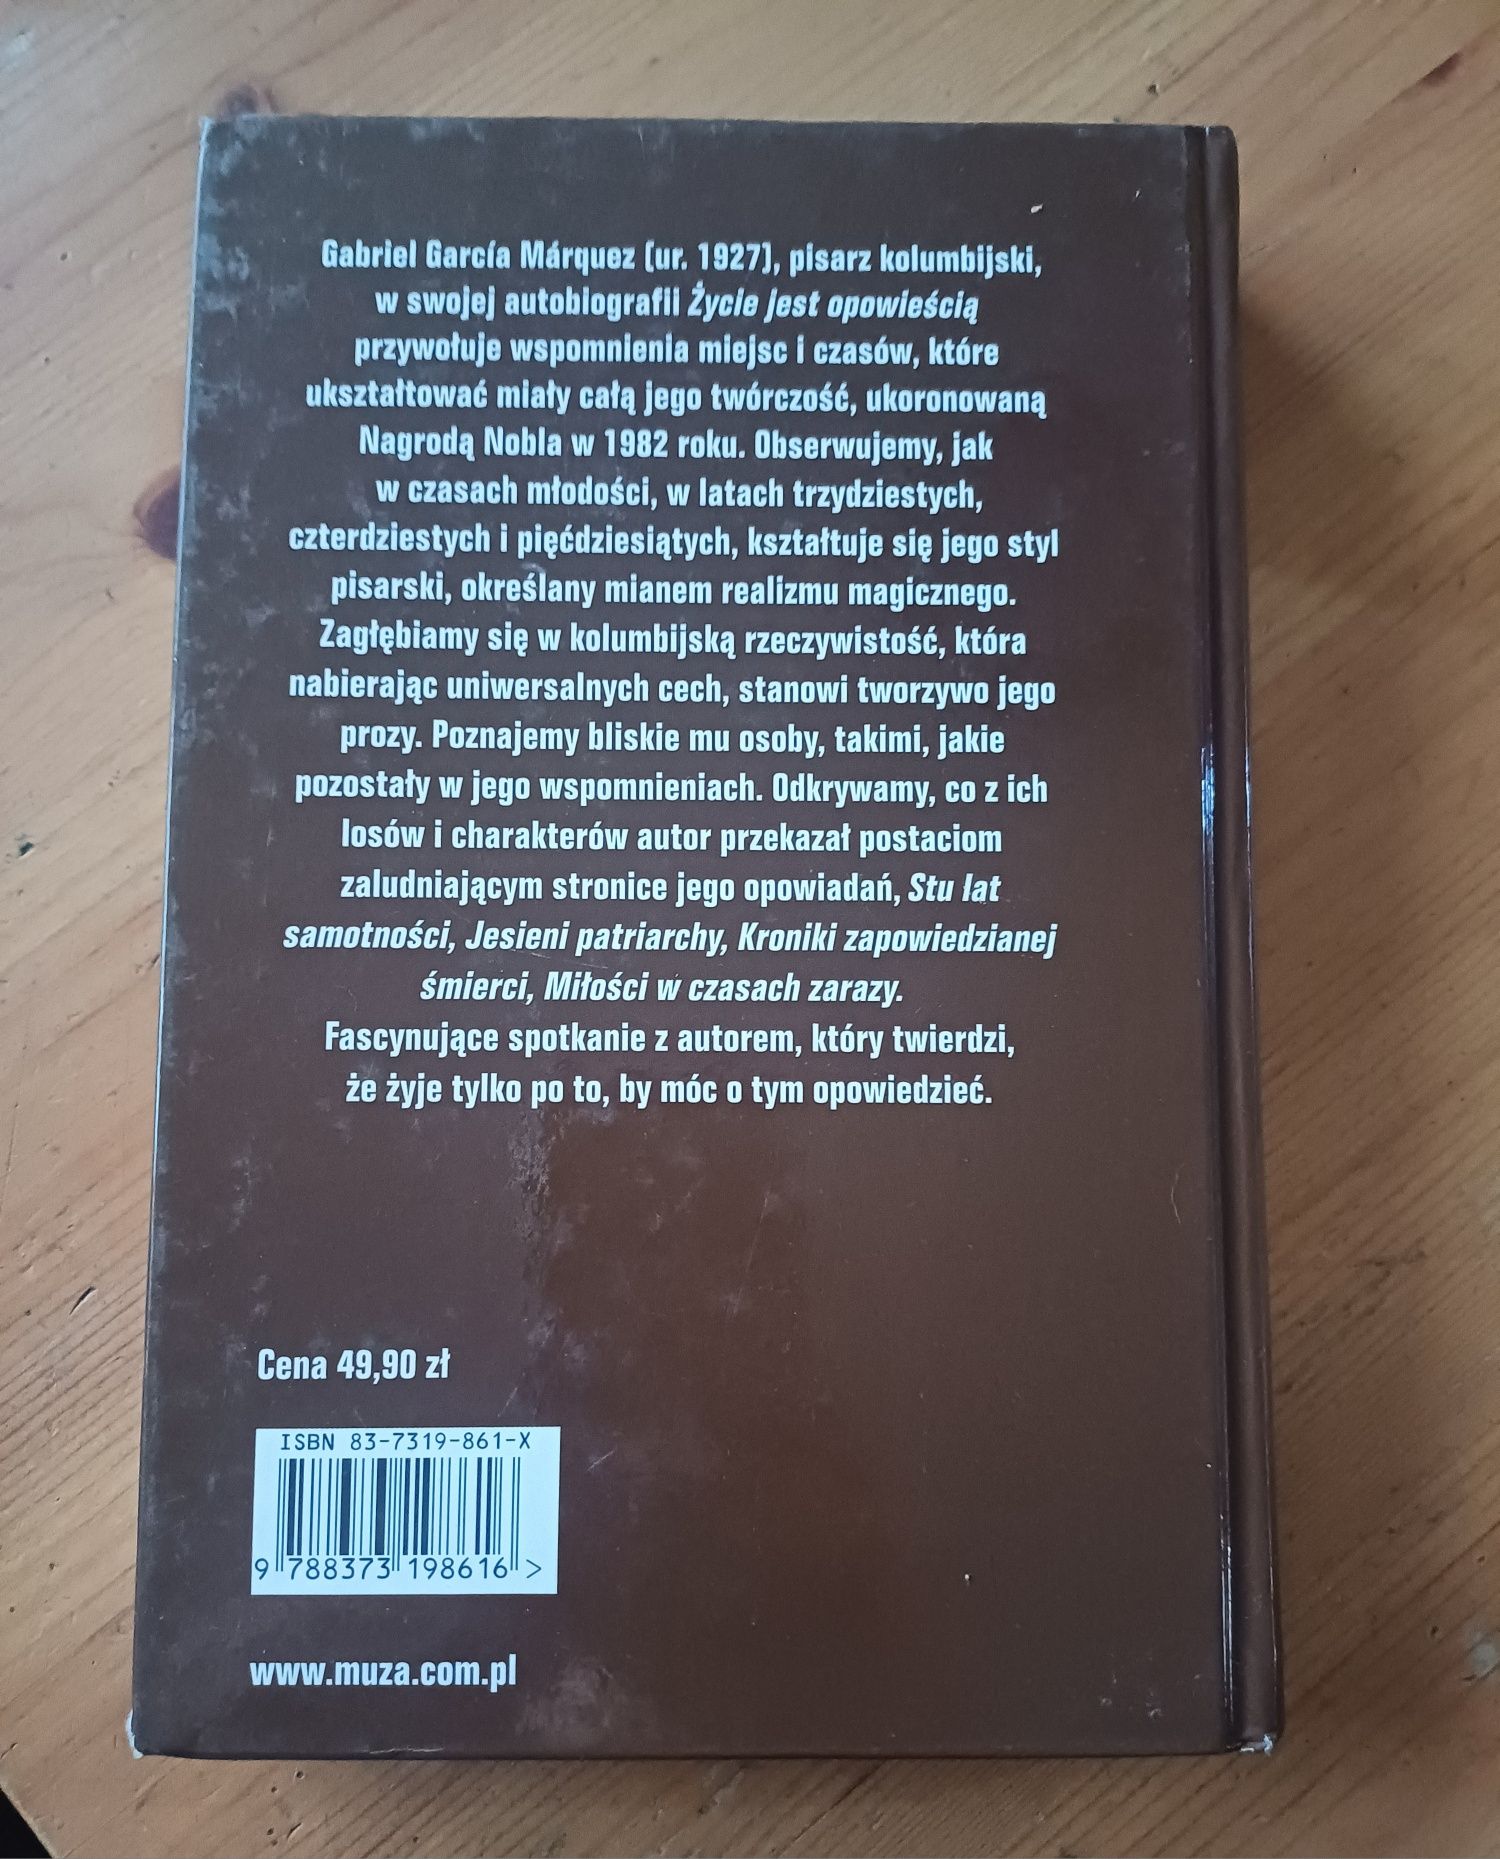 Gabriel García Márquez (ur. 1927), pisarz kolumbijski,
w swojej autobiografii Życie jest opowieścią
przywołuje wspomnienia miejsc i czasów, które
ukształtować miały całą jego twórczość, ukoronowaną
Nagrodą Nobla w 1982 roku. Obserwujemy, jak
w czasach młodości, w latach trzydziestych,
czterdziestych i pięćdziesiątych, kształtuje się jego styl
pisarski, określany mianem realizmu magicznego.
Zagłębiamy się w kolumbijską rzeczywistość, która
nabierając uniwersalnych cech, stanowi tworzywo jego
prozy. Poznajemy bliskie mu osoby, takimi, jakie
pozostały w jego wspomnieniach. Odkrywamy, co z ich
losów i charakterów autor przekazał postaciom
zaludniającym stronice jego opowiadań, Stu lat
samotności, Jesieni patriarchy, Kroniki zapowiedzianej
śmierci, Miłości w czasach zarazy.
Fascynujące spotkanie z autorem, który twierdzi,
że żyje tylko po to, by móc o tym opowiedzieć.
Cena 49,90 zł
ISBN 83-7319-861-X
9 788373 198616 >
www.muza.com.pl